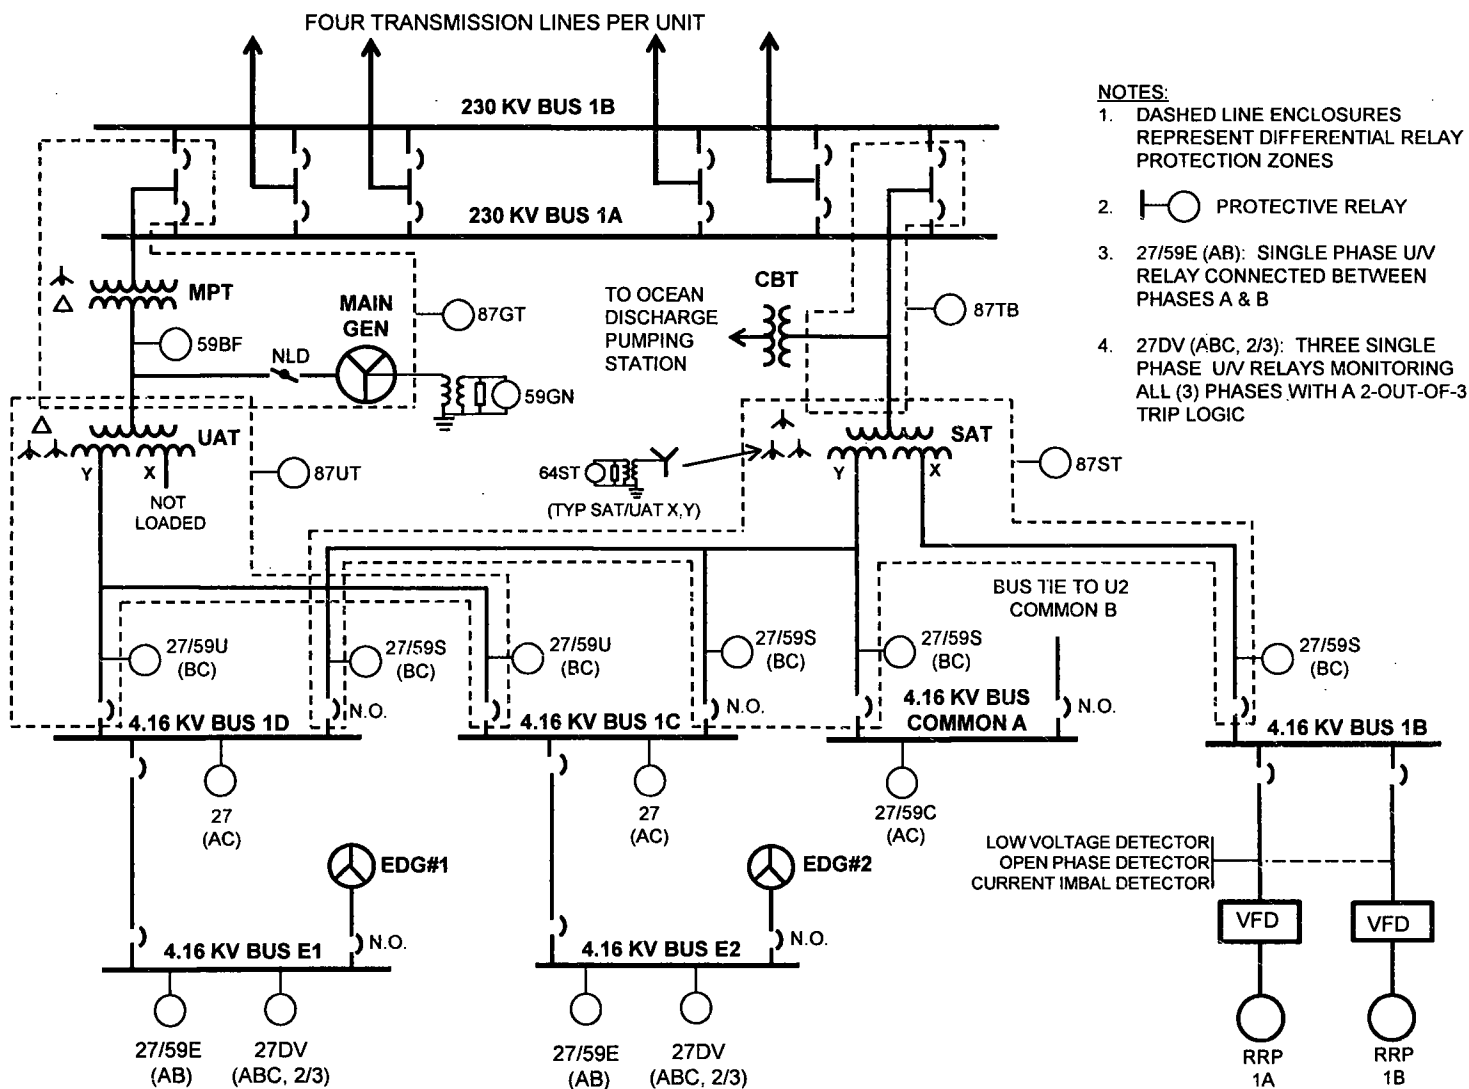 FOUR TRANSMISSION LINES PER UNIT
230 KV BUS 1B
230 KV BUS 1A
MPT
59BF
NLD
MAIN
GEN
87GT
59GN
TO OCEAN
DISCHARGE
PUMPING
STATION
CBT
87TB
NOTES:
1. DASHED LINE ENCLOSURES
REPRESENT DIFFERENTIAL RELAY
PROTECTION ZONES
2. PROTECTIVE RELAY
3. 27/59E (AB): SINGLE PHASE U/V
RELAY CONNECTED BETWEEN
PHASES A & B
4. 27DV (ABC, 2/3): THREE SINGLE
PHASE U/V RELAYS MONITORING
ALL (3) PHASES WITH A 2-OUT-OF-3
TRIP LOGIC
UAT
Y
X
NOT
LOADED
87UT
64ST
(TYP SAT/UAT X,Y)
SAT
Y
X
87ST
BUS TIE TO U2
COMMON B
27/59U
(BC)
27/59S
(BC)
27/59U
(BC)
27/59S
(BC)
27/59S
(BC)
27/59S
(BC)
4.16 KV BUS 1D
N.O.
4.16 KV BUS 1C
N.O.
4.16 KV BUS
COMMON A
N.O.
4.16 KV BUS 1B
27
(AC)
27
(AC)
27/59C
(AC)
LOW VOLTAGE DETECTOR
OPEN PHASE DETECTOR
CURRENT IMBAL DETECTOR
EDG#1
EDG#2
VFD
VFD
4.16 KV BUS E1
N.O.
4.16 KV BUS E2
N.O.
27/59E
(AB)
27DV
(ABC, 2/3)
27/59E
(AB)
27DV
(ABC, 2/3)
RRP
1A
RRP
1B